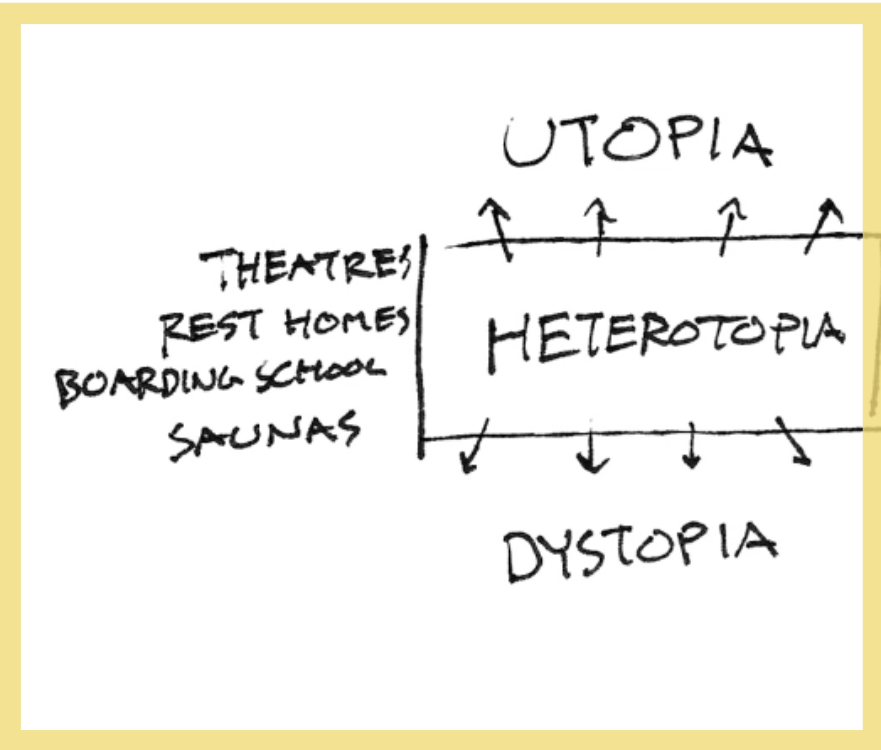 UTOPIA
THEATRES
REST HOMES
BOARDING SCHOOL
SAUNAS
HETEROTOPIA
DYSTOPIA